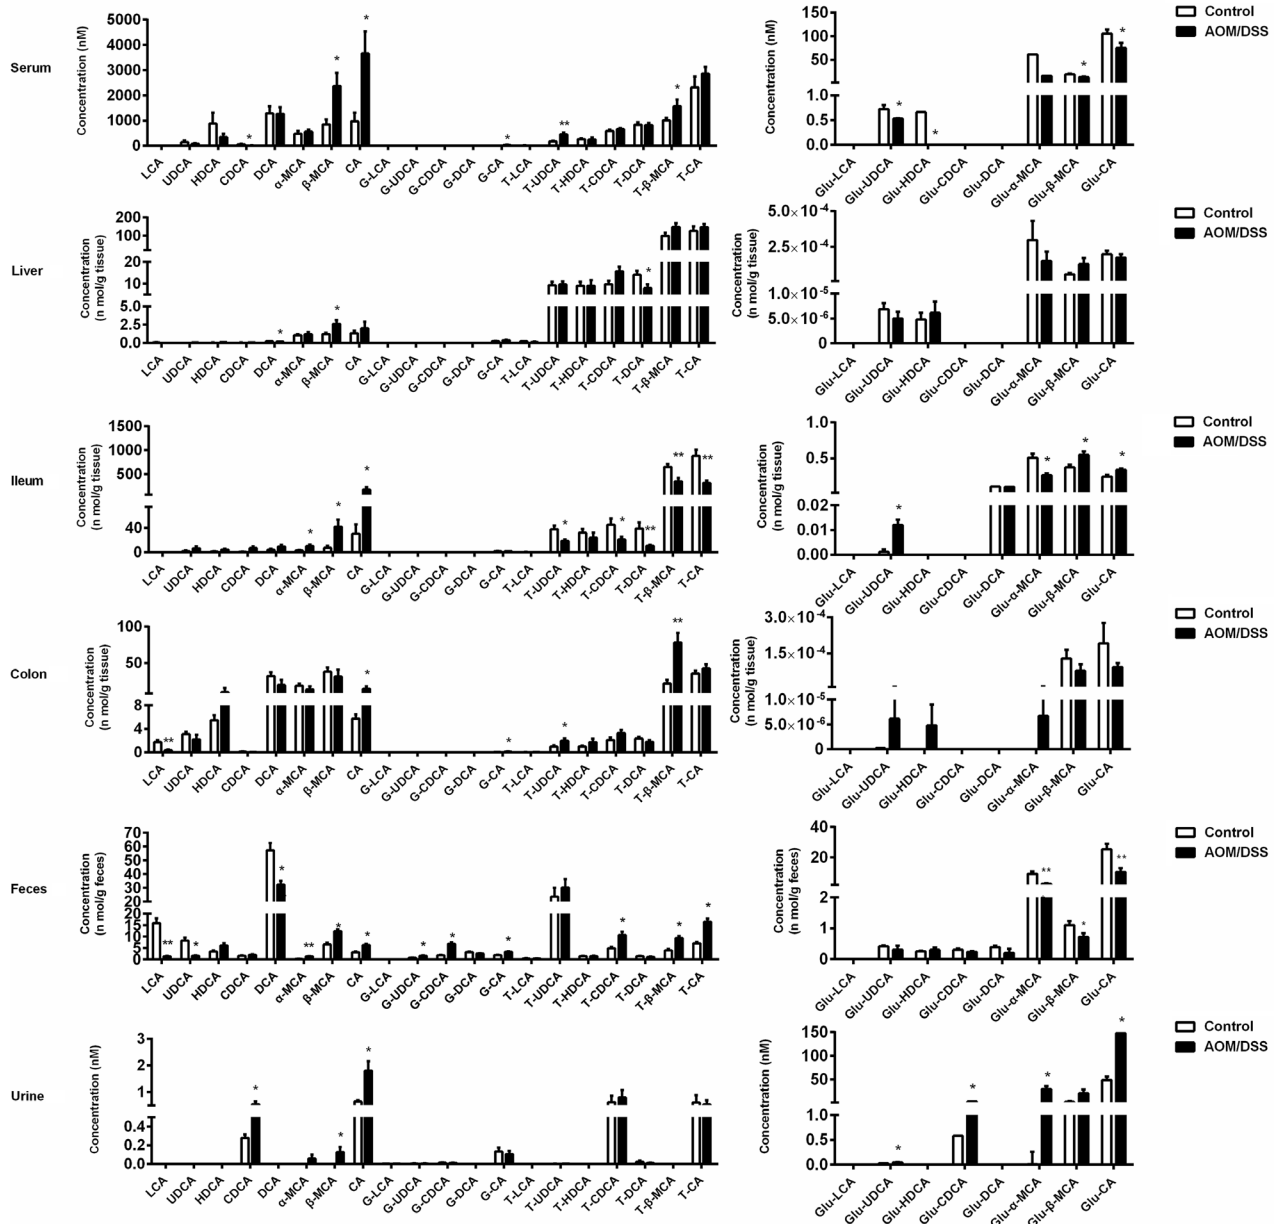 Serum
Concentration (nM)
5000
4000
3000
2000
1000
0
*
*
*
*
**
*
LCA
UDCA
HDCA
CDCA
DCA
α-MCA
β-MCA
CA
G-LCA
G-UDCA
G-CDCA
G-DCA
G-CA
T-LCA
T-UDCA
T-HDCA
T-CDCA
T-DCA
T-β-MCA
T-CA
Concentration (nM)
150
100
50
1.0
0.5
0.0
*
*
*
*
Glu-LCA
Glu-UDCA
Glu-HDCA
Glu-CDCA
Glu-DCA
Glu-α-MCA
Glu-β-MCA
Glu-CA
Control
AOM/DSS
Liver
Concentration
(n mol/g tissue)
200
100
20
10
5.0
2.5
0.0
*
*
*
LCA
UDCA
HDCA
CDCA
DCA
α-MCA
β-MCA
CA
G-LCA
G-UDCA
G-CDCA
G-DCA
G-CA
T-LCA
T-UDCA
T-HDCA
T-CDCA
T-DCA
T-β-MCA
T-CA
Concentration
(n mol/g tissue)
5.0×10-4
2.5×10-4
1.0×10-5
5.0×10-6
0
Glu-LCA
Glu-UDCA
Glu-HDCA
Glu-CDCA
Glu-DCA
Glu-α-MCA
Glu-β-MCA
Glu-CA
Control
AOM/DSS
Ileum
Concentration
(n mol/g tissue)
1500
1000
500
40
0
*
*
*
*
*
**
**
**
LCA
UDCA
HDCA
CDCA
DCA
α-MCA
β-MCA
CA
G-LCA
G-UDCA
G-CDCA
G-DCA
G-CA
T-LCA
T-UDCA
T-HDCA
T-CDCA
T-DCA
T-β-MCA
T-CA
Concentration
(n mol/g tissue)
1.0
0.5
0.02
0.01
0.00
*
*
*
*
Glu-LCA
Glu-UDCA
Glu-HDCA
Glu-CDCA
Glu-DCA
Glu-α-MCA
Glu-β-MCA
Glu-CA
Control
AOM/DSS
Colon
Concentration
(n mol/g tissue)
100
50
8
4
0
**
*
*
*
**
LCA
UDCA
HDCA
CDCA
DCA
α-MCA
β-MCA
CA
G-LCA
G-UDCA
G-CDCA
G-DCA
G-CA
T-LCA
T-UDCA
T-HDCA
T-CDCA
T-DCA
T-β-MCA
T-CA
Concentration
(n mol/g tissue)
3.0×10-4
1.5×10-4
1.0×10-5
5.0×10-6
0
Glu-LCA
Glu-UDCA
Glu-HDCA
Glu-CDCA
Glu-DCA
Glu-α-MCA
Glu-β-MCA
Glu-CA
Control
AOM/DSS
Feces
Concentration
(n mol/g feces)
70
60
50
40
30
20
20
15
10
5
0
**
*
*
**
*
*
*
*
*
*
*
*
LCA
UDCA
HDCA
CDCA
DCA
α-MCA
β-MCA
CA
G-LCA
G-UDCA
G-CDCA
G-DCA
G-CA
T-LCA
T-UDCA
T-HDCA
T-CDCA
T-DCA
T-β-MCA
T-CA
Concentration
(n mol/g feces)
40
20
2
1
0
**
*
**
Glu-LCA
Glu-UDCA
Glu-HDCA
Glu-CDCA
Glu-DCA
Glu-α-MCA
Glu-β-MCA
Glu-CA
Control
AOM/DSS
Urine
Concentration (nM)
3
2
1
0.4
0.2
0.0
*
*
*
LCA
UDCA
HDCA
CDCA
DCA
α-MCA
β-MCA
CA
G-LCA
G-UDCA
G-CDCA
G-DCA
G-CA
T-LCA
T-UDCA
T-HDCA
T-CDCA
T-DCA
T-β-MCA
T-CA
Concentration (nM)
150
100
50
1.0
0.5
0.0
*
*
*
*
Glu-LCA
Glu-UDCA
Glu-CDCA
Glu-DCA
Glu-α-MCA
Glu-β-MCA
Glu-CA
Control
AOM/DSS